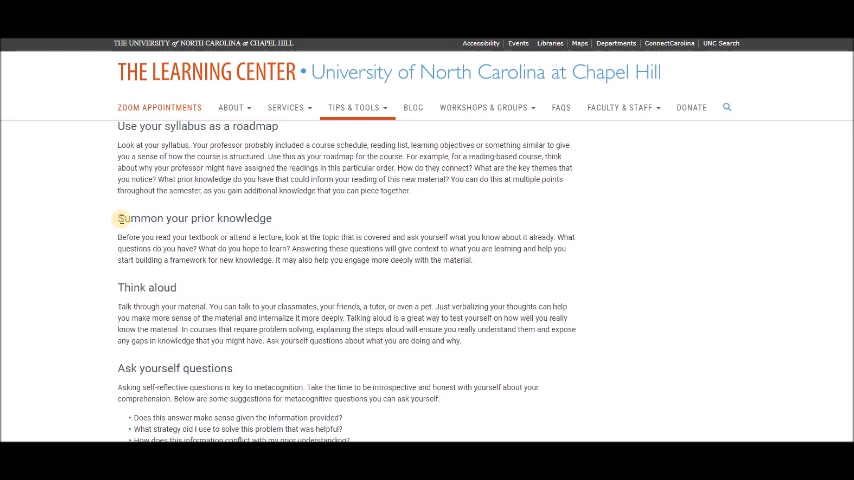 THE UNIVERSITY of NORTH CAROLINA at CHAPEL HILL
Accessibility Events Libraries Maps Departments ConnectCarolina UNC Search
THE LEARNING CENTER • University of North Carolina at Chapel Hill
ZOOM APPOINTMENTS ABOUT SERVICES TIPS & TOOLS BLOG WORKSHOPS & GROUPS FAQS FACULTY & STAFF DONATE
Use your syllabus as a roadmap
Look at your syllabus. Your professor probably included a course schedule, reading list, learning objectives or something similar to give
you a sense of how the course is structured. Use this as your roadmap for the course. For example, for a reading-based course, think
about why your professor might have assigned the readings in this particular order. How do they connect? What are the key themes that
you notice? What prior knowledge do you have that could inform your reading of this new material? You can do this at multiple points
throughout the semester, as you gain additional knowledge that you can piece together.
Summon your prior knowledge
Before you read your textbook or attend a lecture, look at the topic that is covered and ask yourself what you know about it already. What
questions do you have? What do you hope to learn? Answering these questions will give context to what you are learning and help you
start building a framework for new knowledge. It may also help you engage more deeply with the material.
Think aloud
Talk through your material. You can talk to your classmates, your friends, a tutor, or even a pet. Just verbalizing your thoughts can help
you make more sense of the material and internalize it more deeply. Talking aloud is a great way to test yourself on how well you really
know the material. In courses that require problem solving, explaining the steps aloud will ensure you really understand them and expose
any gaps in knowledge that you might have. Ask yourself questions about what you are doing and why.
Ask yourself questions
Asking self-reflective questions is key to metacognition. Take the time to be introspective and honest with yourself about your
comprehension. Below are some suggestions for metacognitive questions you can ask yourself.
• Does this answer make sense given the information provided?
• What strategy did I use to solve this problem that was helpful?
• How does this information conflict with my prior understanding?